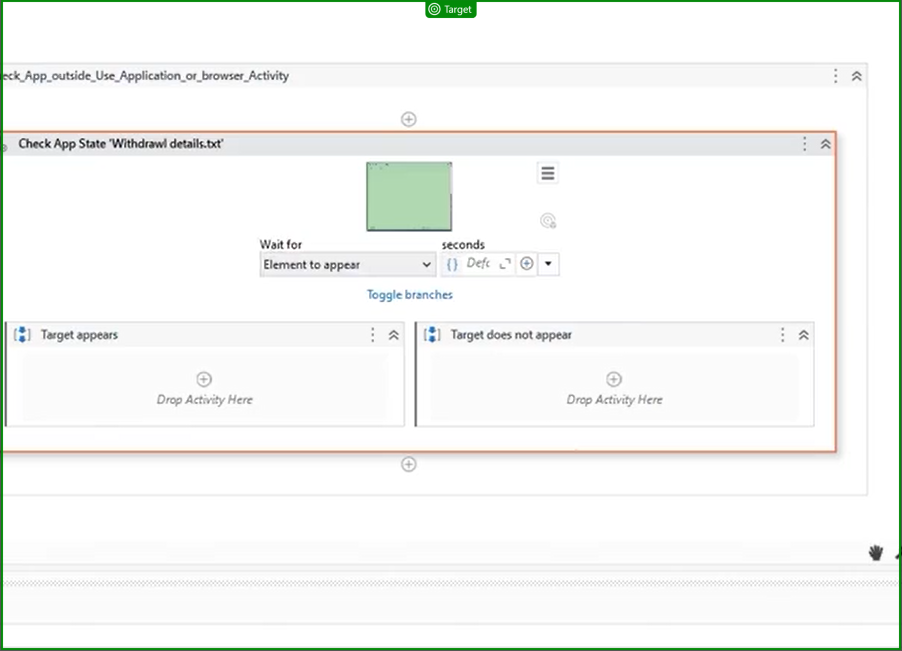 Target
eck_App_outside_Use_Application_or_browser_Activity
Check App State 'Withdrawl details.txt'
Wait for
seconds
Element to appear
{} Defc
Toggle branches
Target appears
Target does not appear
Drop Activity Here
Drop Activity Here